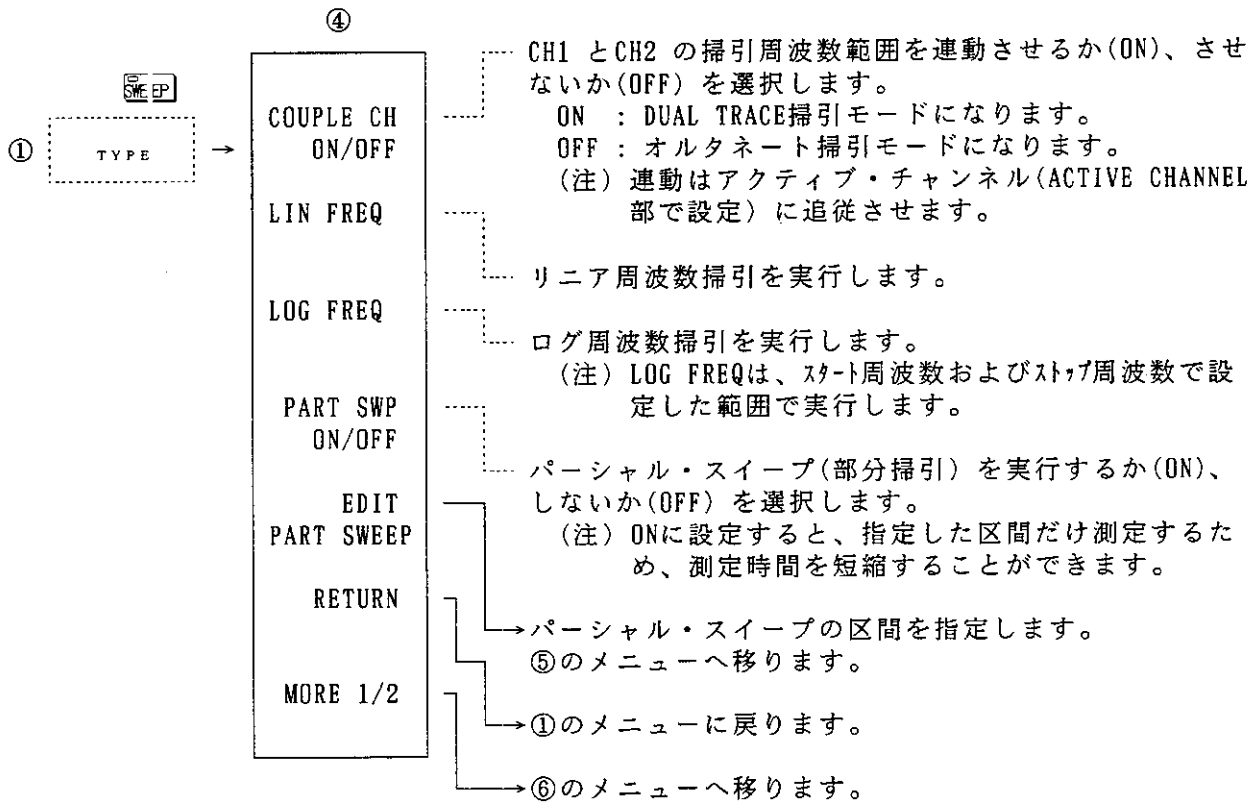 ④
CH1 とCH2 の掃引周波数範囲を連動させるか(ON)、させ
ないか(OFF) を選択します。
ON : DUAL TRACE掃引モードになります。
OFF : オルタネート掃引モードになります。
(注) 連動はアクティブ・チャンネル(ACTIVE CHANNEL
部で設定) に追従させます。
SWEEP
① TYPE →
COUPLE CH
ON/OFF
LIN FREQ
リニア周波数掃引を実行します。
LOG FREQ
ログ周波数掃引を実行します。
(注) LOG FREQは、スタート周波数およびストップ周波数で設
定した範囲で実行します。
PART SWP
ON/OFF
パーシャル・スイープ(部分掃引) を実行するか(ON)、
しないか(OFF) を選択します。
(注) ONに設定すると、指定した区間だけ測定するた
め、測定時間を短縮することができます。
EDIT
PART SWEEP
→パーシャル・スイープの区間を指定します。
⑤のメニューへ移ります。
RETURN
→①のメニューに戻ります。
MORE 1/2
→⑥のメニューへ移ります。